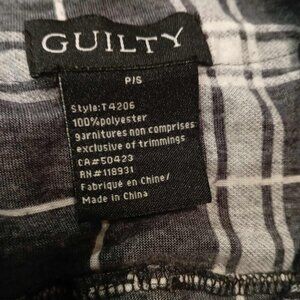 GUILTY
P/S
Style:T4206
100%polyester
garnitures non comprises
exclusive of trimmings
CA#50423
RN#118931
Fabriqué en Chine/
Made in China